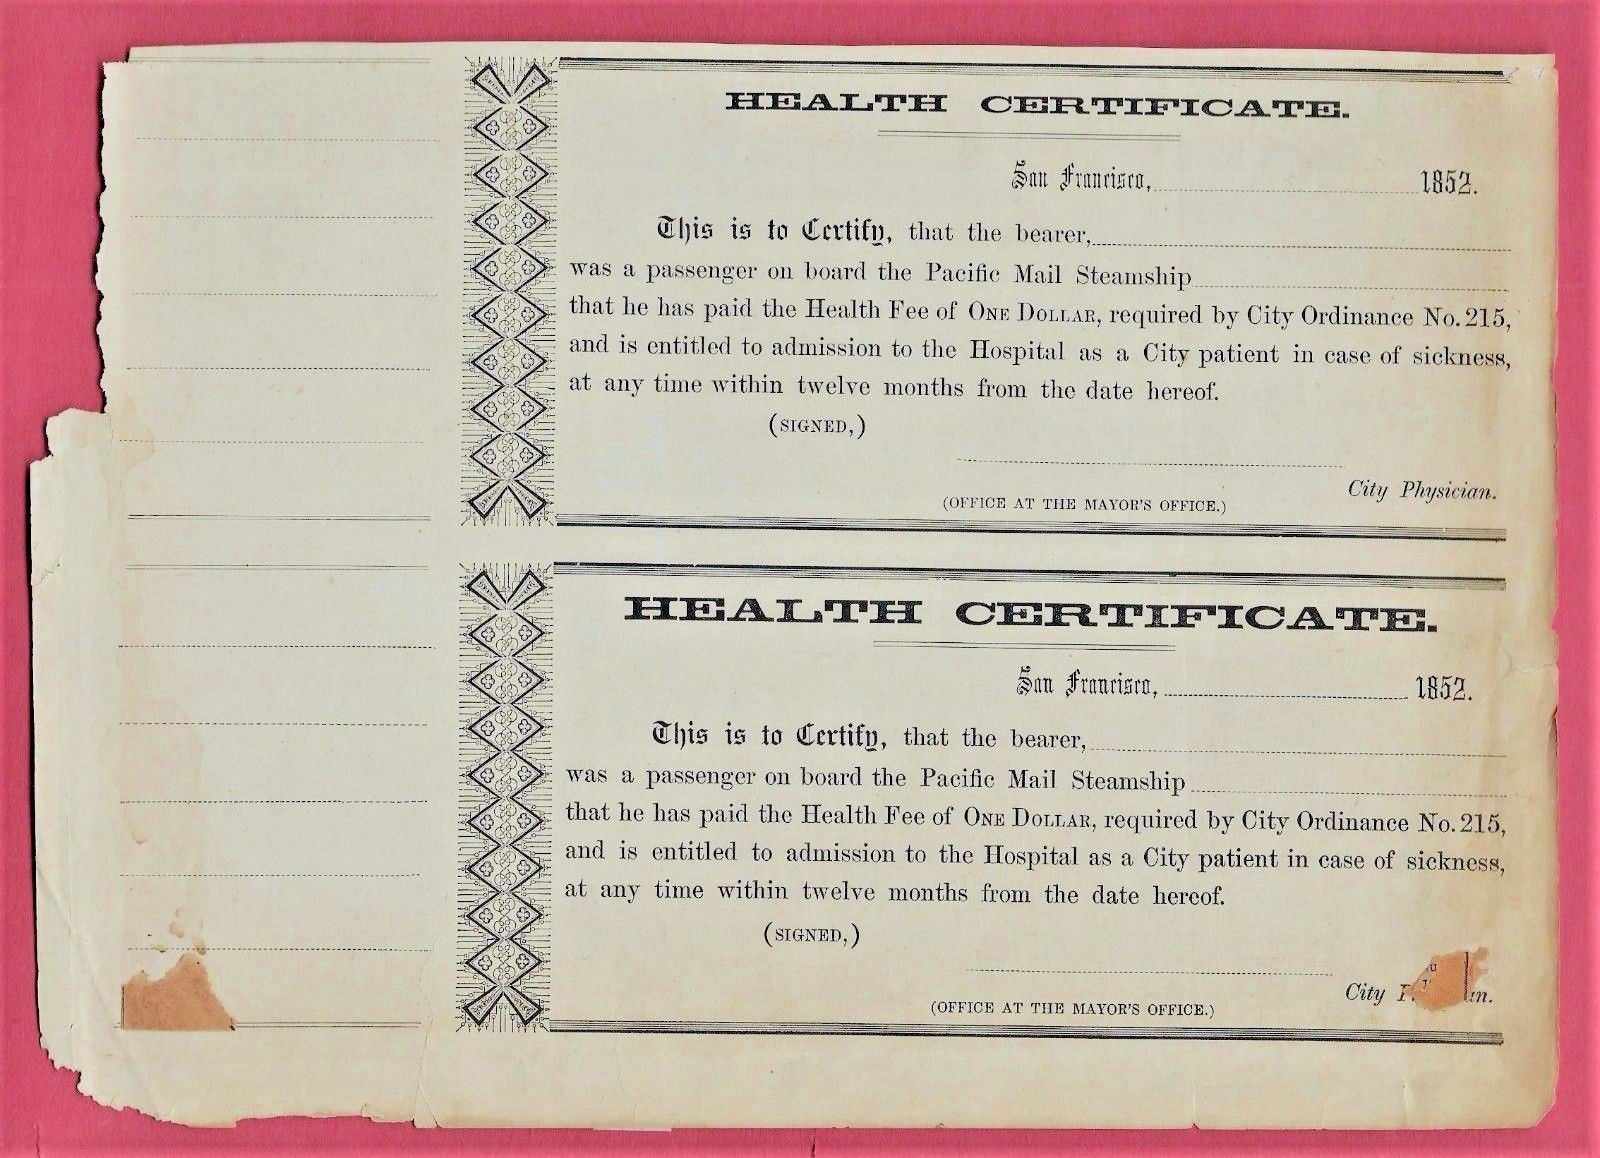 HEALTH CERTIFICATE.
San Francisco, 1852.
This is to Certify, that the bearer,
was a passenger on board the Pacific Mail Steamship
that he has paid the Health Fee of ONE DOLLAR, required by City Ordinance No. 215,
and is entitled to admission to the Hospital as a City patient in case of sickness,
at any time within twelve months from the date hereof.
(SIGNED,)
City Physician.
(OFFICE AT THE MAYOR'S OFFICE.)
HEALTH CERTIFICATE.
San Francisco, 1852.
This is to Certify, that the bearer,
was a passenger on board the Pacific Mail Steamship
that he has paid the Health Fee of ONE DOLLAR, required by City Ordinance No. 215,
and is entitled to admission to the Hospital as a City patient in case of sickness,
at any time within twelve months from the date hereof.
(SIGNED,)
City
(OFFICE AT THE MAYOR'S OFFICE.)